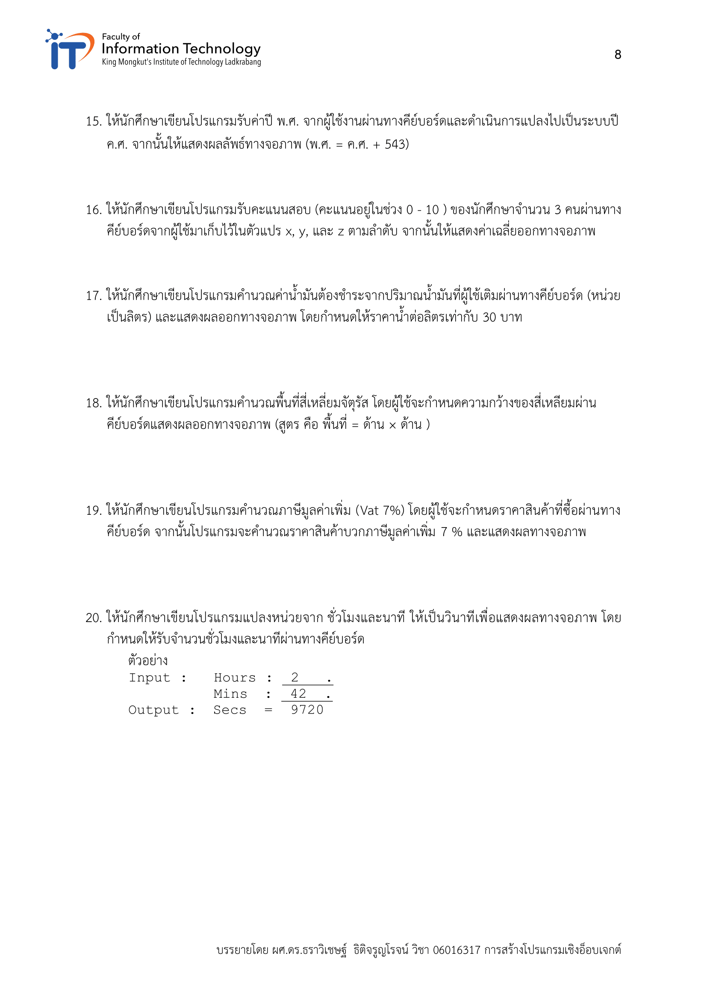 Faculty of
Information Technology
King Mongkut's Institute of Technology Ladkrabang
8
15. ให้นักศึกษาเขียนโปรแกรมรับค่าปี พ.ศ. จากผู้ใช้งานผ่านทางคีย์บอร์ดและดำเนินการแปลงไปเป็นระบบปี
ค.ศ. จากนั้นให้แสดงผลลัพธ์ทางจอภาพ (พ.ศ. = ค.ศ. + 543)
16. ให้นักศึกษาเขียนโปรแกรมรับคะแนนสอบ (คะแนนอยู่ในช่วง 0 - 10 ) ของนักศึกษาจำนวน 3 คนผ่านทาง
คีย์บอร์ดจากผู้ใช้มาเก็บไว้ในตัวแปร x, y, และ z ตามลำดับ จากนั้นให้แสดงค่าเฉลี่ยออกทางจอภาพ
17. ให้นักศึกษาเขียนโปรแกรมคำนวณค่าน้ำมันต้องชำระจากปริมาณน้ำมันที่ผู้ใช้เติมผ่านทางคีย์บอร์ด (หน่วย
เป็นลิตร) และแสดงผลออกทางจอภาพ โดยกำหนดให้ราคาน้ำต่อลิตรเท่ากับ 30 บาท
18. ให้นักศึกษาเขียนโปรแกรมคำนวณพื้นที่สี่เหลี่ยมจัตุรัส โดยผู้ใช้จะกำหนดความกว้างของสี่เหลียมผ่าน
คีย์บอร์ดแสดงผลออกทางจอภาพ (สูตร คือ พื้นที่ = ด้าน × ด้าน )
19. ให้นักศึกษาเขียนโปรแกรมคำนวณภาษีมูลค่าเพิ่ม (Vat 7%) โดยผู้ใช้จะกำหนดราคาสินค้าที่ซื้อผ่านทาง
คีย์บอร์ด จากนั้นโปรแกรมจะคำนวณราคาสินค้าบวกภาษีมูลค่าเพิ่ม 7 % และแสดงผลทางจอภาพ
20. ให้นักศึกษาเขียนโปรแกรมแปลงหน่วยจาก ชั่วโมงและนาที ให้เป็นวินาทีเพื่อแสดงผลทางจอภาพ โดย
กำหนดให้รับจำนวนชั่วโมงและนาทีผ่านทางคีย์บอร์ด
ตัวอย่าง
Input : Hours : 2 .
Mins : 42 .
Output : Secs = 9720
บรรยายโดย ผศ.ดร.ธราวิเชษฐ์ ธิติจรูญโรจน์ วิชา 06016317 การสร้างโปรแกรมเชิงอ็อบเจกต์